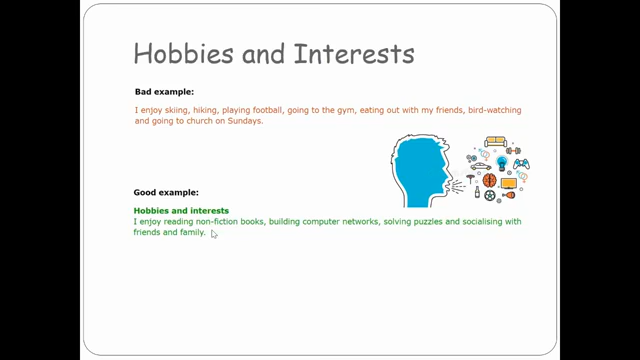 Hobbies and Interests
Bad example:
I enjoy skiing, hiking, playing football, going to the gym, eating out with my friends, bird-watching
and going to church on Sundays.
Good example:
Hobbies and interests
I enjoy reading non-fiction books, building computer networks, solving puzzles and socialising with
friends and family.